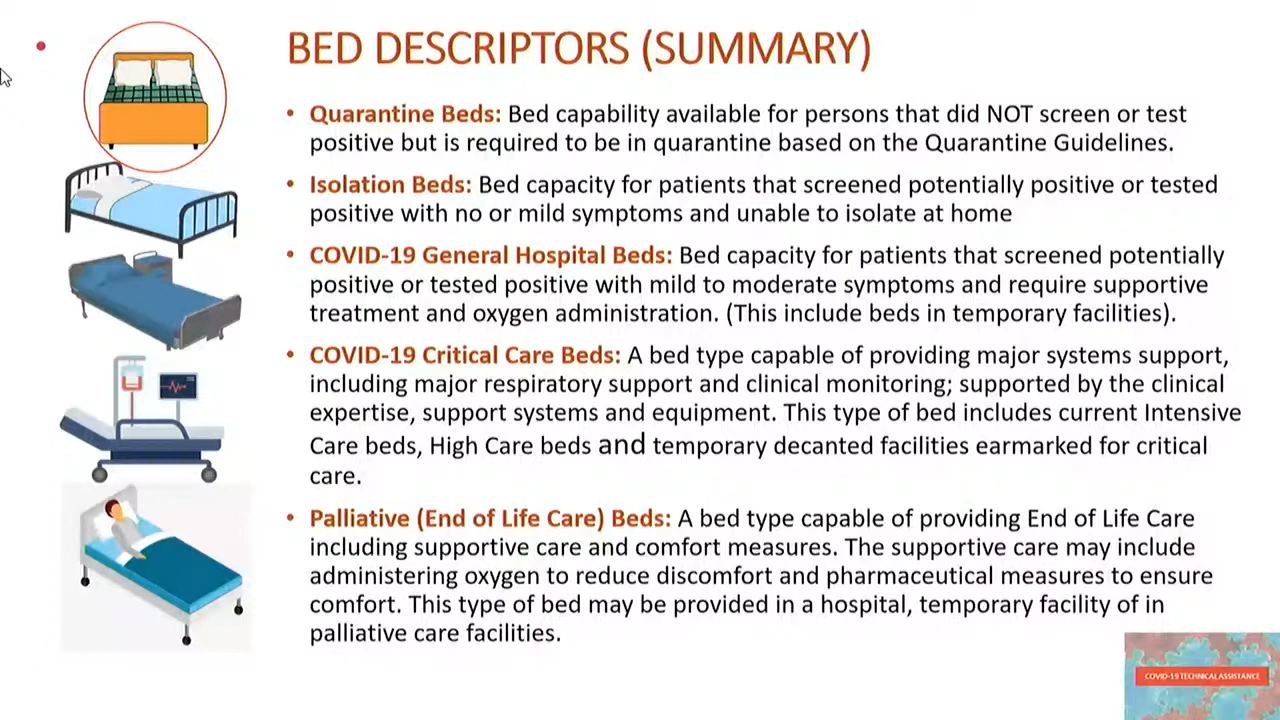 BED DESCRIPTORS (SUMMARY)
• Quarantine Beds: Bed capability available for persons that did NOT screen or test
positive but is required to be in quarantine based on the Quarantine Guidelines.
• Isolation Beds: Bed capacity for patients that screened potentially positive or tested
positive with no or mild symptoms and unable to isolate at home
• COVID-19 General Hospital Beds: Bed capacity for patients that screened potentially
positive or tested positive with mild to moderate symptoms and require supportive
treatment and oxygen administration. (This include beds in temporary facilities).
• COVID-19 Critical Care Beds: A bed type capable of providing major systems support,
including major respiratory support and clinical monitoring; supported by the clinical
expertise, support systems and equipment. This type of bed includes current Intensive
Care beds, High Care beds and temporary decanted facilities earmarked for critical
care.
• Palliative (End of Life Care) Beds: A bed type capable of providing End of Life Care
including supportive care and comfort measures. The supportive care may include
administering oxygen to reduce discomfort and pharmaceutical measures to ensure
comfort. This type of bed may be provided in a hospital, temporary facility of in
palliative care facilities.
COVID-19 TECHNICAL ASSISTANCE